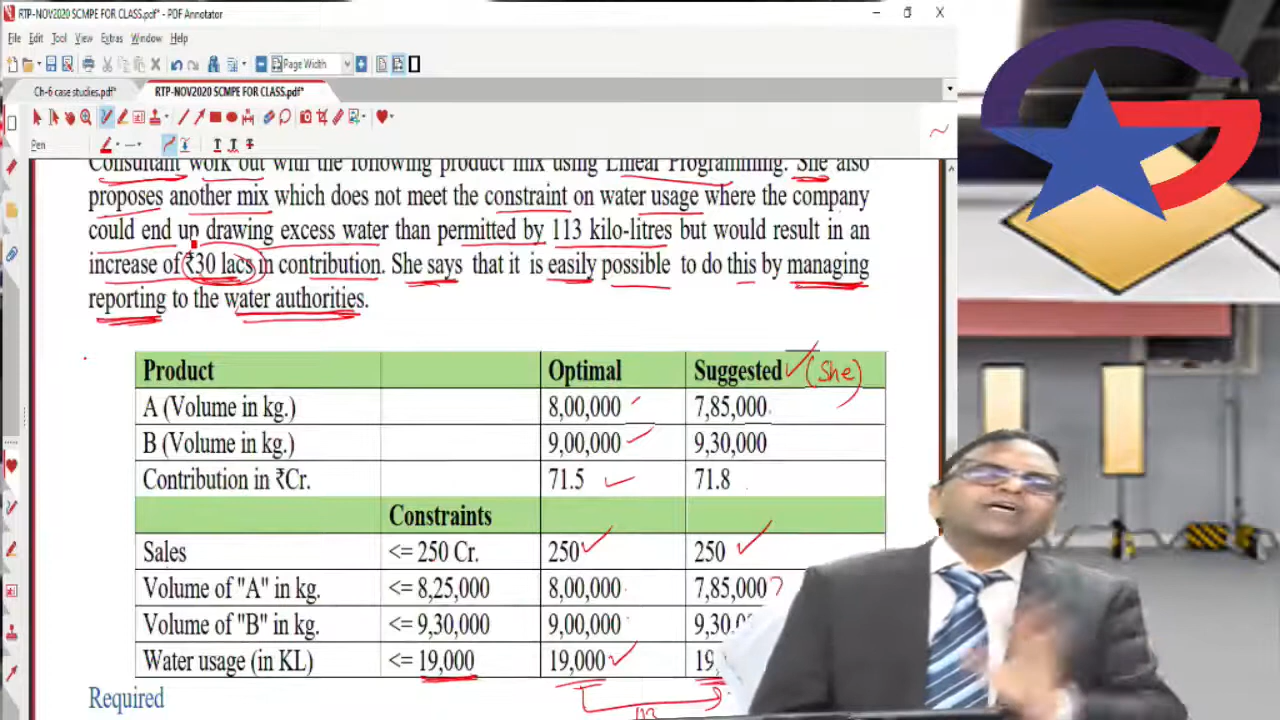 RTP-NOV2020 SCMPE FOR CLASS.pdf* - PDF Annotator
File Edit Tool View Extras Window Help
Page Width
Ch-6 case studies.pdf* RTP-NOV2020 SCMPE FOR CLASS.pdf*
Pen
Consultant work out with the following product mix using Linear Programming. She also
proposes another mix which does not meet the constraint on water usage where the company
could end up drawing excess water than permitted by 113 kilo-litres but would result in an
increase of ₹30 lacs in contribution. She says that it is easily possible to do this by managing
reporting to the water authorities.
Product Optimal Suggested (She)
A (Volume in kg.) 8,00,000 7,85,000
B (Volume in kg.) 9,00,000 9,30,000
Contribution in ₹Cr. 71.5 71.8
Constraints
Sales <= 250 Cr. 250 250
Volume of "A" in kg. <= 8,25,000 8,00,000 7,85,000 ?
Volume of "B" in kg. <= 9,30,000 9,00,000 9,30,0
Water usage (in KL) <= 19,000 19,000 19,
Required